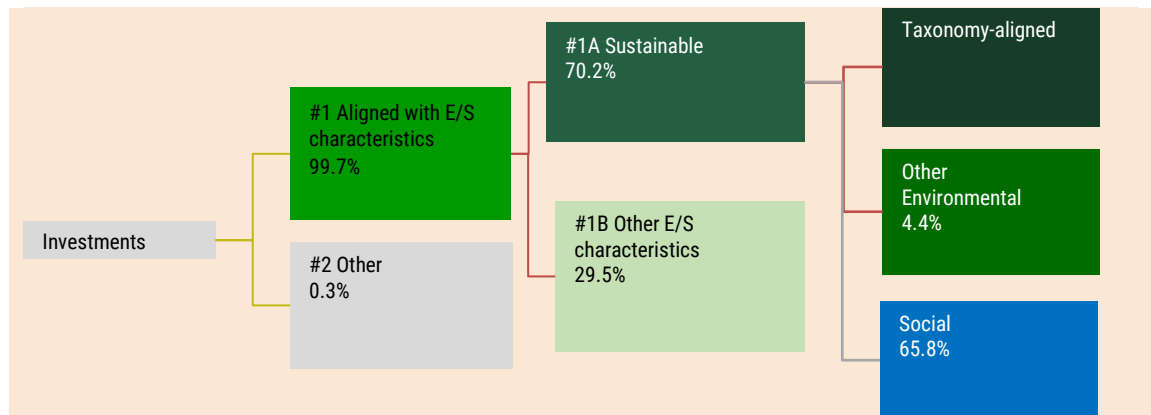 Investments
#1 Aligned with E/S
characteristics
99.7%
#2 Other
0.3%
#1A Sustainable
70.2%
#1B Other E/S
characteristics
29.5%
Taxonomy-aligned
Other
Environmental
4.4%
Social
65.8%